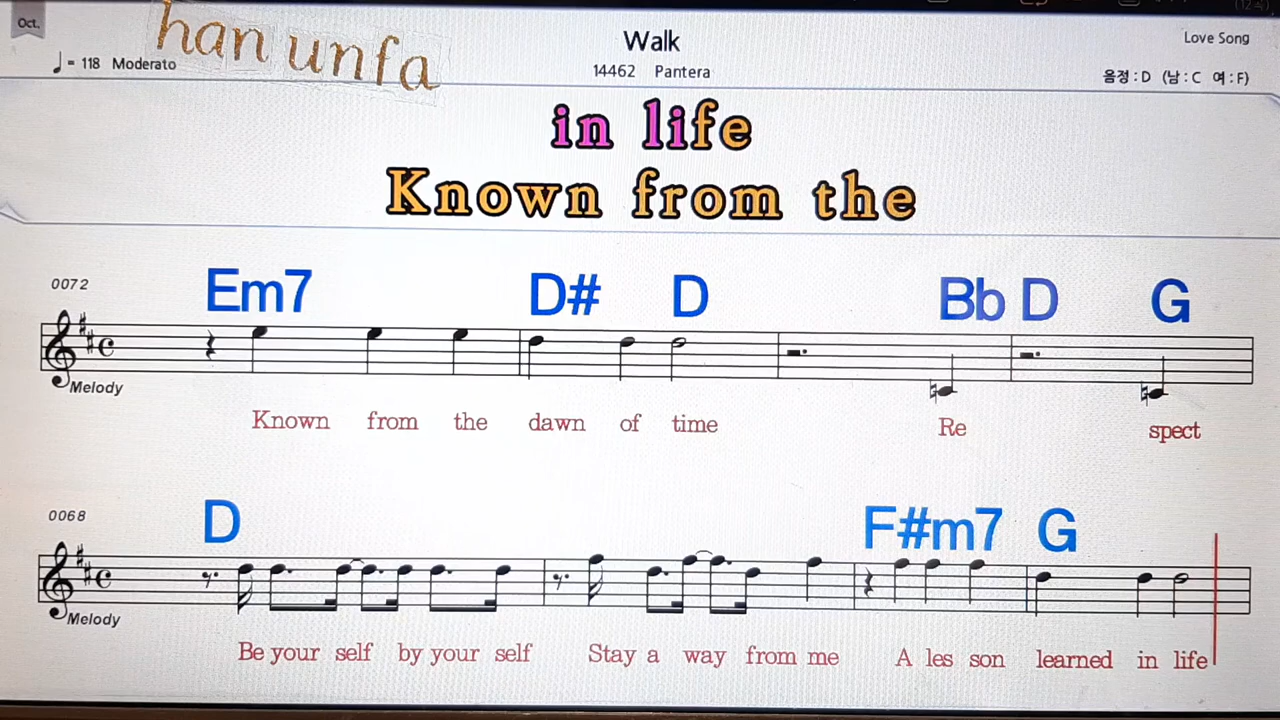 Oct.
han unfa
♩= 118 Moderato
Walk
14462 Pantera
Love Song
음정 : D (남 : C 여 : F)
in life
Known from the
0072
Em7 D# D Bb D G
Melody
Known from the dawn of time Re spect
0068
D F#m7 G
Melody
Be your self by your self Stay a way from me A les son learned in life